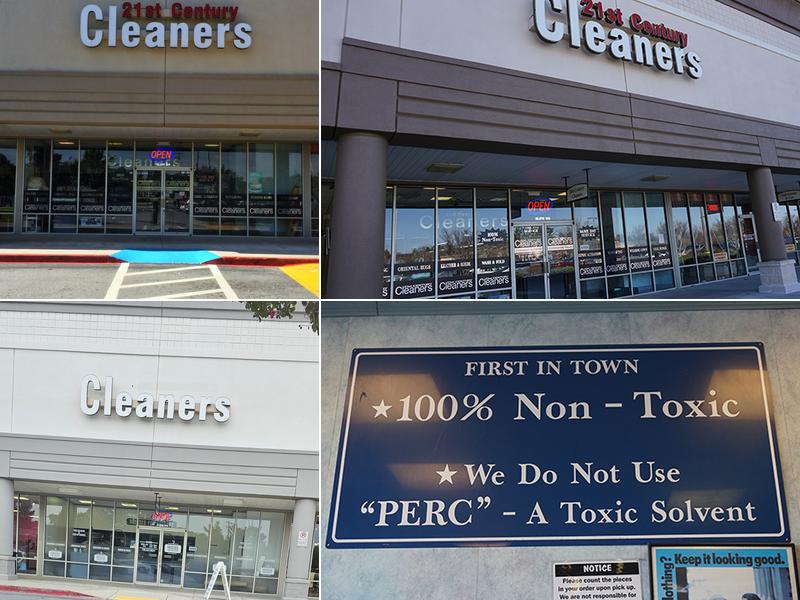 21st Century
Cleaners
OPEN
Cleaners
21st Century
Cleaners
OPEN
Cleaners
100%
Non-Toxic
ORIENTAL RUGS
LEATHER & SUEDE
WASH & FOLD
Cleaners
Cleaners
Cleaners
Cleaners
FIRST IN TOWN
★100% Non - Toxic
★ We Do Not Use
“PERC” - A Toxic Solvent
NOTICE
Please count the pieces
in your order upon pick up.
We are not responsible for
Keep it looking good.